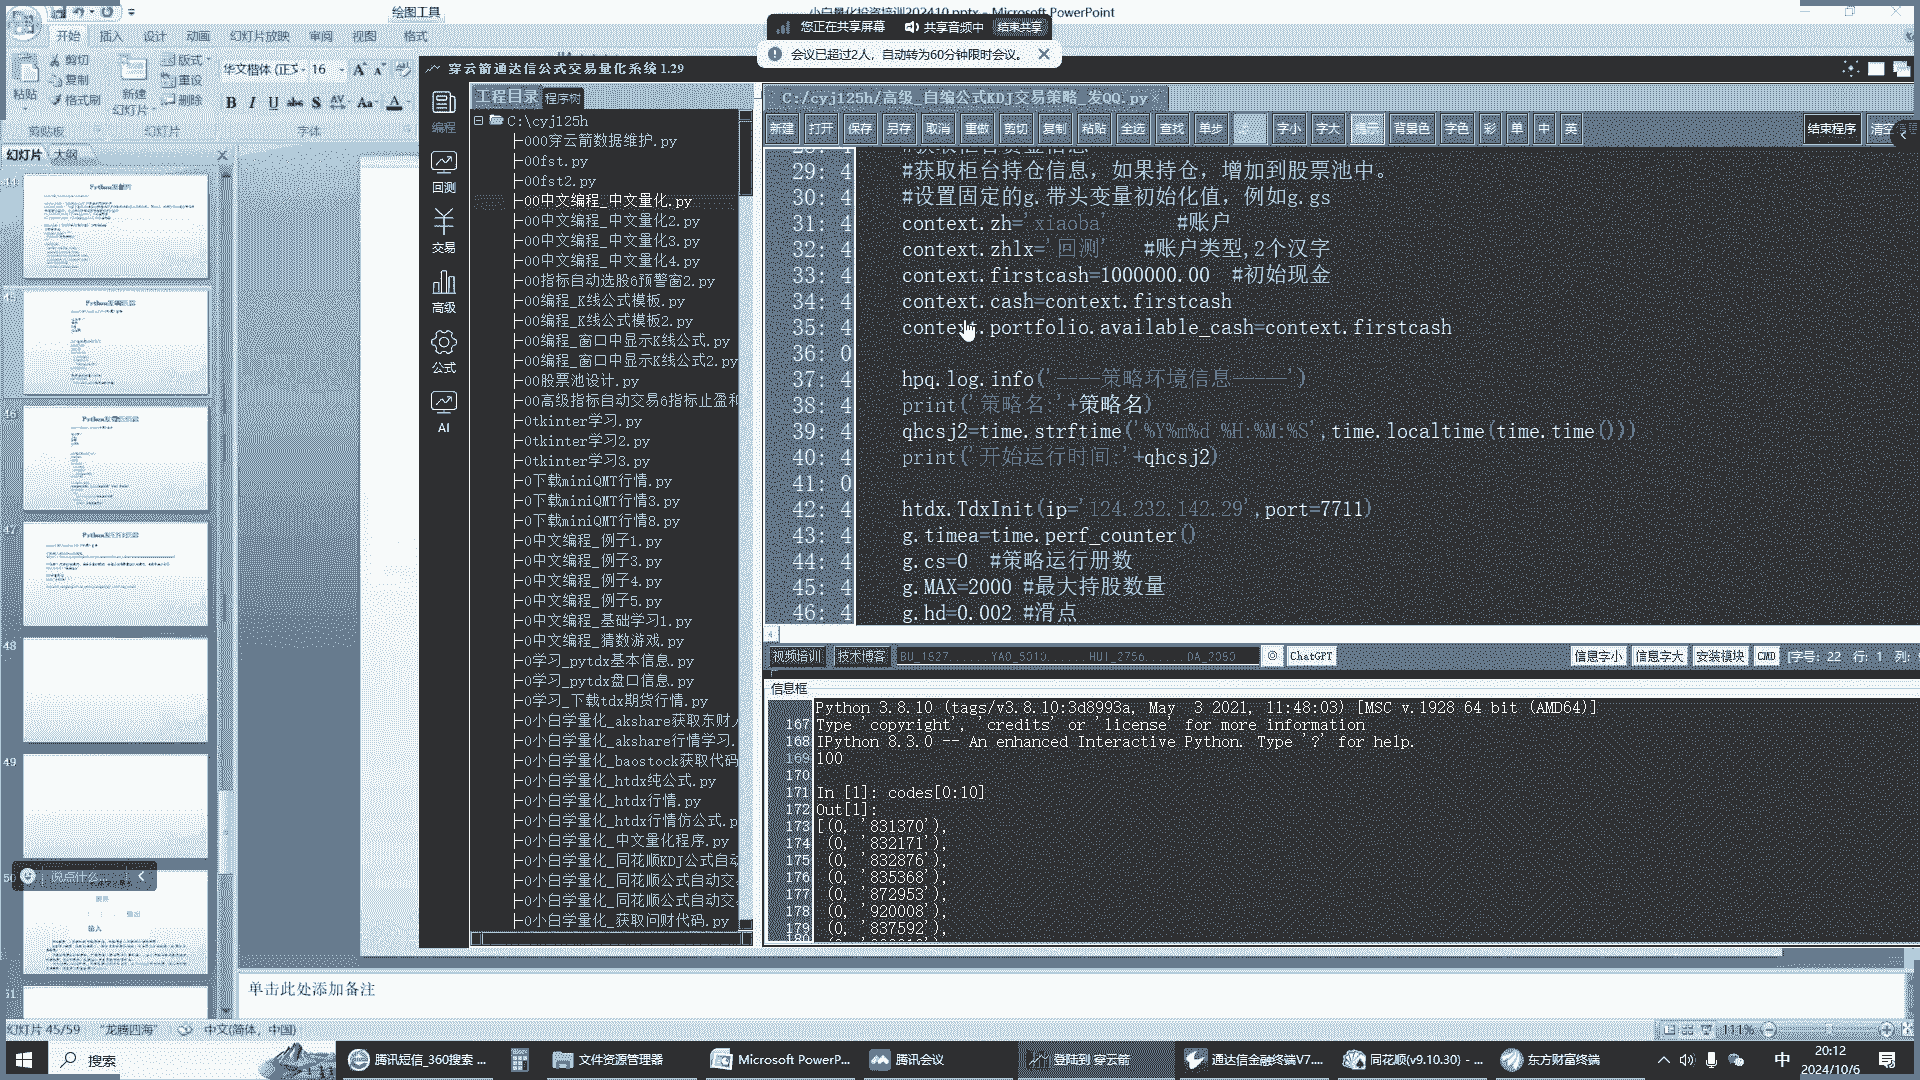 绘图工具
小白量化投资培训202410.pptx - Microsoft PowerPoint
您正在共享屏幕 共享音频中 结束共享
会议已超过2人，自动转为60分钟限时会议。
开始 插入 设计 动画 幻灯片放映 审阅 视图 格式
剪切 版式
粘贴 复制 新建 重设
格式刷 幻灯片 删除
华文楷体 (正文) 16
剪贴板 幻灯片 字体
幻灯片 大纲
穿云箭通达信公式交易量化系统 1.29
编程
回测
交易
高级
公式
AI
工程目录 程序树
C:\cyj125h
000穿云箭数据维护.py
00fst.py
00fst2.py
00中文编程_中文量化.py
00中文编程_中文量化2.py
00中文编程_中文量化3.py
00中文编程_中文量化4.py
00指标自动选股6预警窗2.py
00编程_K线公式模板.py
00编程_K线公式模板2.py
00编程_窗口中显示K线公式.py
00编程_窗口中显示K线公式2.py
00股票池设计.py
00高级指标自动交易6指标止盈和
0tkinter学习.py
0tkinter学习2.py
0tkinter学习3.py
0下载miniQMT行情.py
0下载miniQMT行情3.py
0下载miniQMT行情8.py
0中文编程_例子1.py
0中文编程_例子3.py
0中文编程_例子4.py
0中文编程_例子5.py
0中文编程_基础学习1.py
0中文编程_猜数游戏.py
0学习_pytdx基本信息.py
0学习_pytdx盘口信息.py
0学习_下载tdx期货行情.py
0小白学量化_akshare获取东财人
0小白学量化_akshare行情学习.
0小白学量化_baostock获取代码
0小白学量化_htdx纯公式.py
0小白学量化_htdx行情.py
0小白学量化_htdx行情仿公式.p
0小白学量化_中文量化程序.py
0小白学量化_同花顺KDJ公式自动
0小白学量化_同花顺公式自动交
0小白学量化_同花顺公式自动交
0小白学量化_获取问财代码.py
C:/cyj125h/高级_自编公式KDJ交易策略_发QQ.py
新建 打开 保存 另存 取消 重做 剪切 复制 粘贴 全选 查找 单步 字小 字大 提示 背景色 字色 彩 单 中 英 结束程序 清空
28: 4 #获取柜台资金信息
29: 4 #获取柜台持仓信息，如果持仓，增加到股票池中。
30: 4 #设置固定的g.带头变量初始化值，例如g.gs
31: 4 context.zh='xiaoba' #账户
32: 4 context.zhlx='回测' #账户类型,2个汉字
33: 4 context.firstcash=1000000.00 #初始现金
34: 4 context.cash=context.firstcash
35: 4 context.portfolio.available_cash=context.firstcash
36: 0
37: 4 hpq.log.info('----策略环境信息-----')
38: 4 print('策略名:'+策略名)
39: 4 qhcsj2=time.strftime('%Y%m%d %H:%M:%S',time.localtime(time.time()))
40: 4 print('开始运行时间:'+qhcsj2)
41: 0
42: 4 htdx.TdxInit(ip='124.232.142.29',port=7711)
43: 4 g.timea=time.perf_counter()
44: 4 g.cs=0 #策略运行册数
45: 4 g.MAX=2000 #最大持股数量
46: 4 g.hd=0.002 #滑点
视频培训 技术博客 ChatGPT 信息字小 信息字大 安装模块 CMD [字号: 22 行: 1 列:
信息框
Python 3.8.10 (tags/v3.8.10:3d8993a, May 3 2021, 11:48:03) [MSC v.1928 64 bit (AMD64)]
167 Type 'copyright', 'credits' or 'license' for more information
168 IPython 8.3.0 -- An enhanced Interactive Python. Type '?' for help.
169 100
170
171 In [1]: codes[0:10]
172 Out[1]:
173 [(0, '831370'),
174 (0, '832171'),
175 (0, '832876'),
176 (0, '835368'),
177 (0, '872953'),
178 (0, '920008'),
179 (0, '837592'),
46
47
48
49
50
说点什么...
输入
单击此处添加备注
幻灯片 45/59 "龙腾四海" 中文(简体，中国) 111%
搜索 腾讯短信_360搜索 ... 文件资源管理器 Microsoft PowerP... 腾讯会议 登陆到 穿云箭 通达信金融终端V7.... 同花顺(v9.10.30) - ... 东方财富终端 中
20:12
2024/10/6